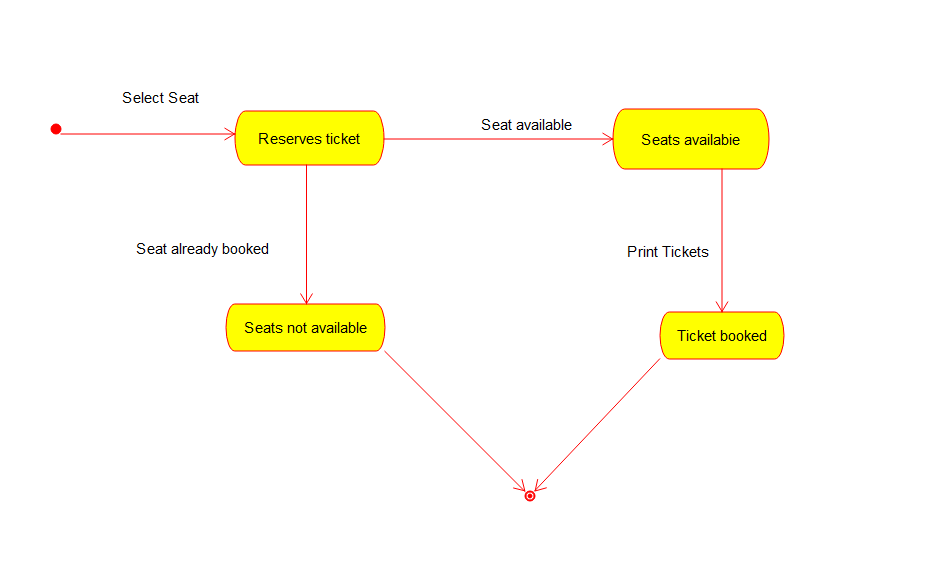 Select Seat
Reserves ticket
Seat available
Seats availabie
Seat already booked
Print Tickets
Seats not available
Ticket booked